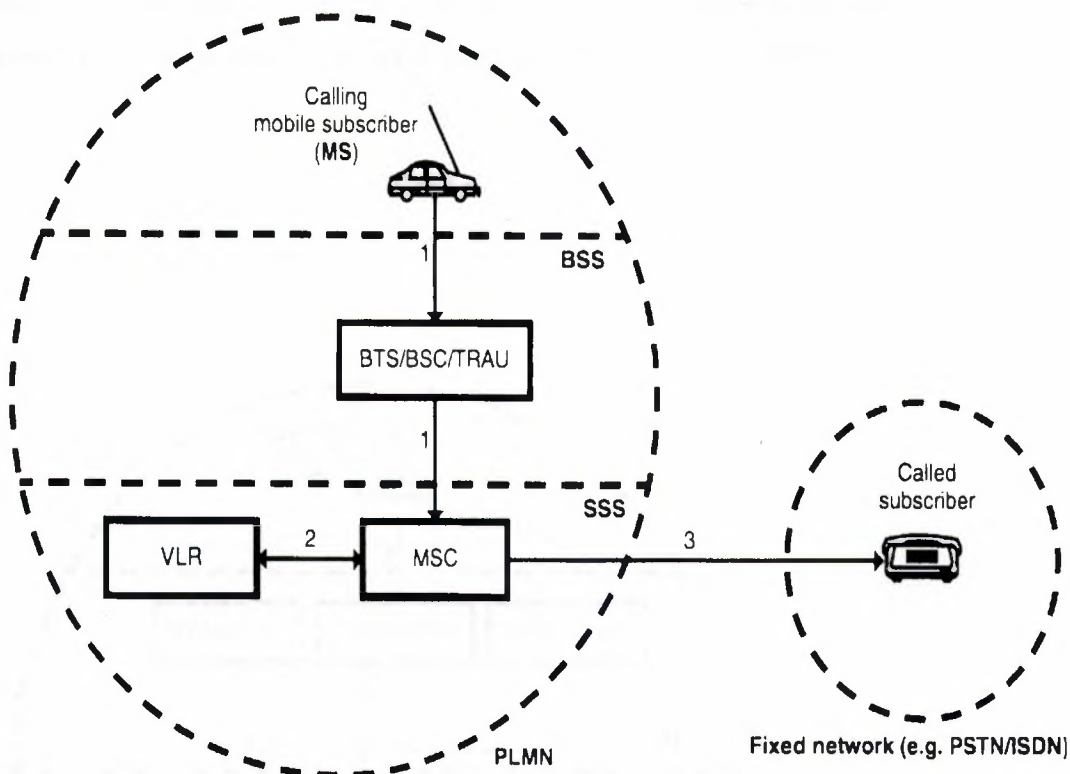 Calling
mobile subscriber
(MS)
1
BSS
BTS/BSC/TRAU
1
SSS
Called
subscriber
VLR
2
MSC
3
PLMN
Fixed network (e.g. PSTN/ISDN)